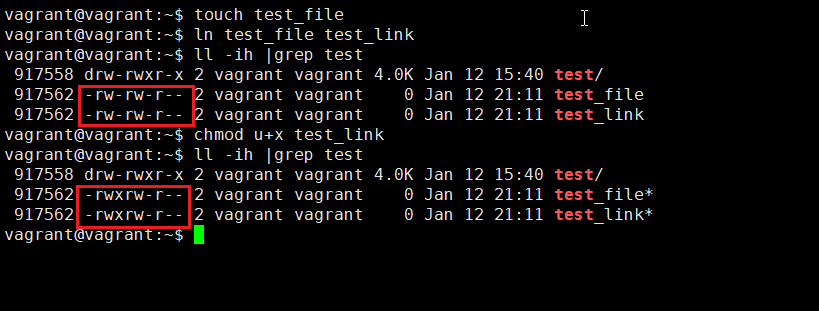 vagrant@vagrant:~$ touch test_file
vagrant@vagrant:~$ ln test_file test_link
vagrant@vagrant:~$ ll -ih |grep test
917558 drw-rwxr-x 2 vagrant vagrant 4.0K Jan 12 15:40 test/
917562 -rw-rw-r-- 2 vagrant vagrant 0 Jan 12 21:11 test_file
917562 -rw-rw-r-- 2 vagrant vagrant 0 Jan 12 21:11 test_link
vagrant@vagrant:~$ chmod u+x test_link
vagrant@vagrant:~$ ll -ih |grep test
917558 drw-rwxr-x 2 vagrant vagrant 4.0K Jan 12 15:40 test/
917562 -rwxrw-r-- 2 vagrant vagrant 0 Jan 12 21:11 test_file*
917562 -rwxrw-r-- 2 vagrant vagrant 0 Jan 12 21:11 test_link*
vagrant@vagrant:~$